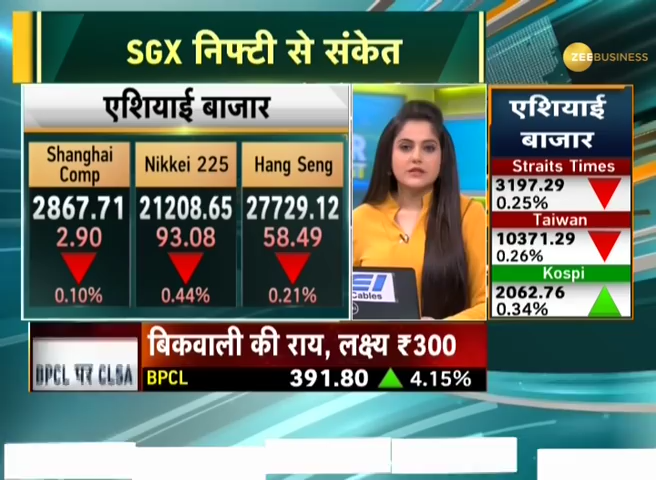 SGX निफ्टी से संकेत
ZEEBUSINESS
एशियाई बाजार
Shanghai
Comp
2867.71
2.90
0.10%
Nikkei 225
21208.65
93.08
0.44%
Hang Seng
27729.12
58.49
0.21%
एशियाई
बाजार
Straits Times
3197.29
0.25%
Taiwan
10371.29
0.26%
Kospi
2062.76
0.34%
EI
Cables
BPCL पर CLSA
बिकवाली की राय, लक्ष्य ₹300
BPCL 391.80 4.15%